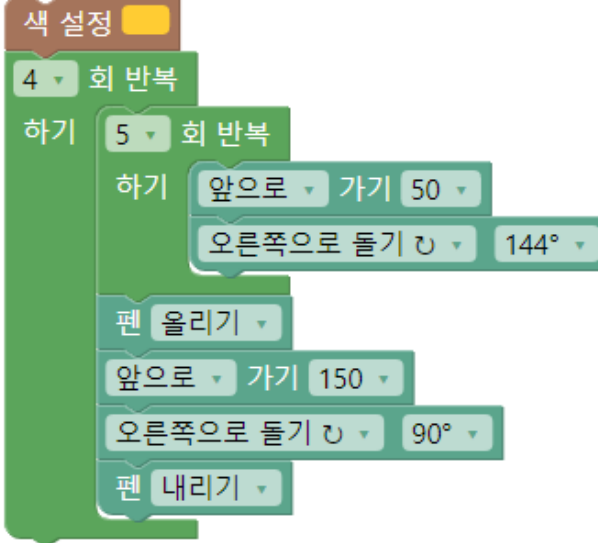 색 설정
4 회 반복
하기 5 회 반복
하기 앞으로 가기 50
오른쪽으로 돌기 ↻ 144°
펜 올리기
앞으로 가기 150
오른쪽으로 돌기 ↻ 90°
펜 내리기